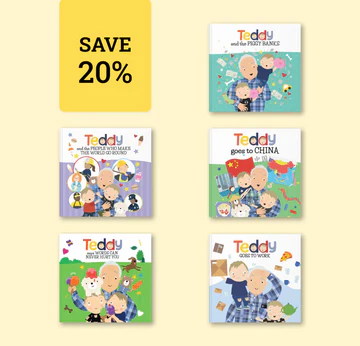 SAVE
20%
Teddy
and the PIGGY BANKS
Teddy
and the PEOPLE WHO MAKE
THE WORLD GO ROUND
Teddy
goes to CHINA
Teddy
says WORDS CAN
NEVER HURT YOU
Teddy
GOES TO WORK